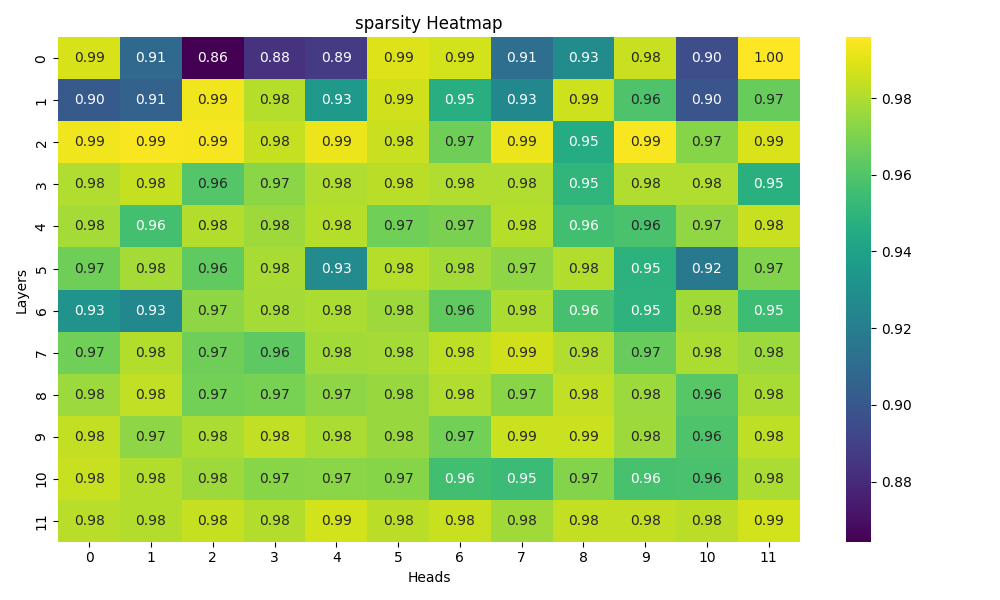 sparsity Heatmap
0 0.99 0.91 0.86 0.88 0.89 0.99 0.99 0.91 0.93 0.98 0.90 1.00
1 0.90 0.91 0.99 0.98 0.93 0.99 0.95 0.93 0.99 0.96 0.90 0.97
2 0.99 0.99 0.99 0.98 0.99 0.98 0.97 0.99 0.95 0.99 0.97 0.99
3 0.98 0.98 0.96 0.97 0.98 0.98 0.98 0.98 0.95 0.98 0.98 0.95
4 0.98 0.96 0.98 0.98 0.98 0.97 0.97 0.98 0.96 0.96 0.97 0.98
5 0.97 0.98 0.96 0.98 0.93 0.98 0.98 0.97 0.98 0.95 0.92 0.97
6 0.93 0.93 0.97 0.98 0.98 0.98 0.96 0.98 0.96 0.95 0.98 0.95
7 0.97 0.98 0.97 0.96 0.98 0.98 0.98 0.99 0.98 0.97 0.98 0.98
8 0.98 0.98 0.97 0.97 0.97 0.98 0.98 0.97 0.98 0.98 0.96 0.98
9 0.98 0.97 0.98 0.98 0.98 0.98 0.97 0.99 0.99 0.98 0.96 0.98
10 0.98 0.98 0.98 0.97 0.97 0.97 0.96 0.95 0.97 0.96 0.96 0.98
11 0.98 0.98 0.98 0.98 0.99 0.98 0.98 0.98 0.98 0.98 0.98 0.99
0 1 2 3 4 5 6 7 8 9 10 11
Heads
Layers
0.98
0.96
0.94
0.92
0.90
0.88